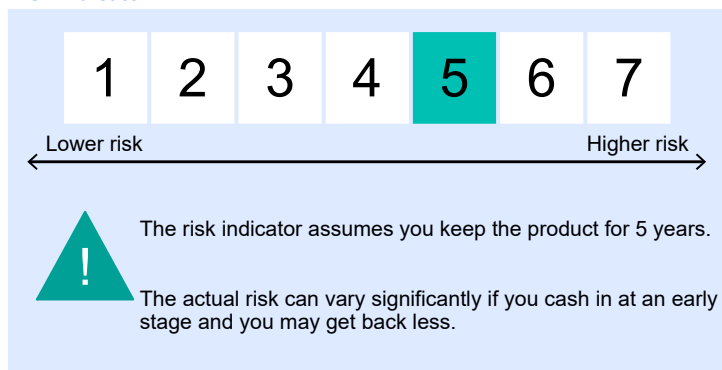 1 2 3 4 5 6 7
Lower risk Higher risk
!
The risk indicator assumes you keep the product for 5 years.
The actual risk can vary significantly if you cash in at an early
stage and you may get back less.